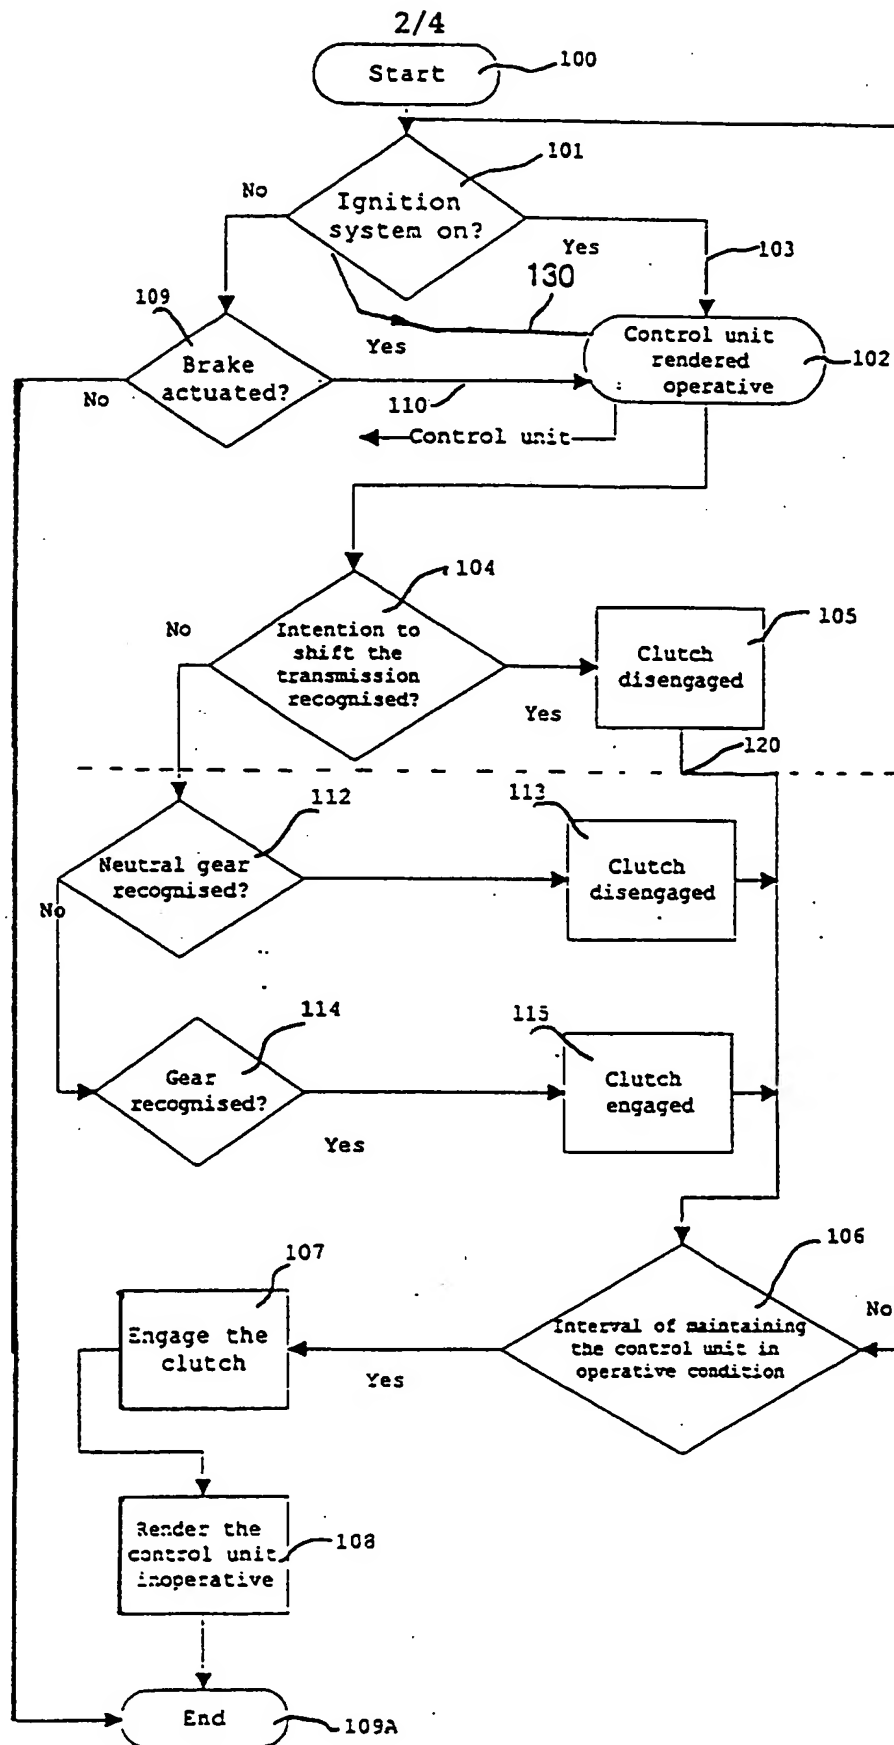 2/4
Start
100
101
No
Ignition
system on?
Yes
103
130
109
Yes
Control unit
rendered
operative
102
Brake
actuated?
No
110
Control unit
104
No
Intention to
shift the
transmission
recognised?
Yes
105
Clutch
disengaged
120
112
113
Neutral gear
recognised?
No
Clutch
disengaged
114
115
Gear
recognised?
Yes
Clutch
engaged
106
107
No
Interval of maintaining
the control unit in
operative condition
Engage the
clutch
Yes
Render the
control unit
inoperative
108
End
109A